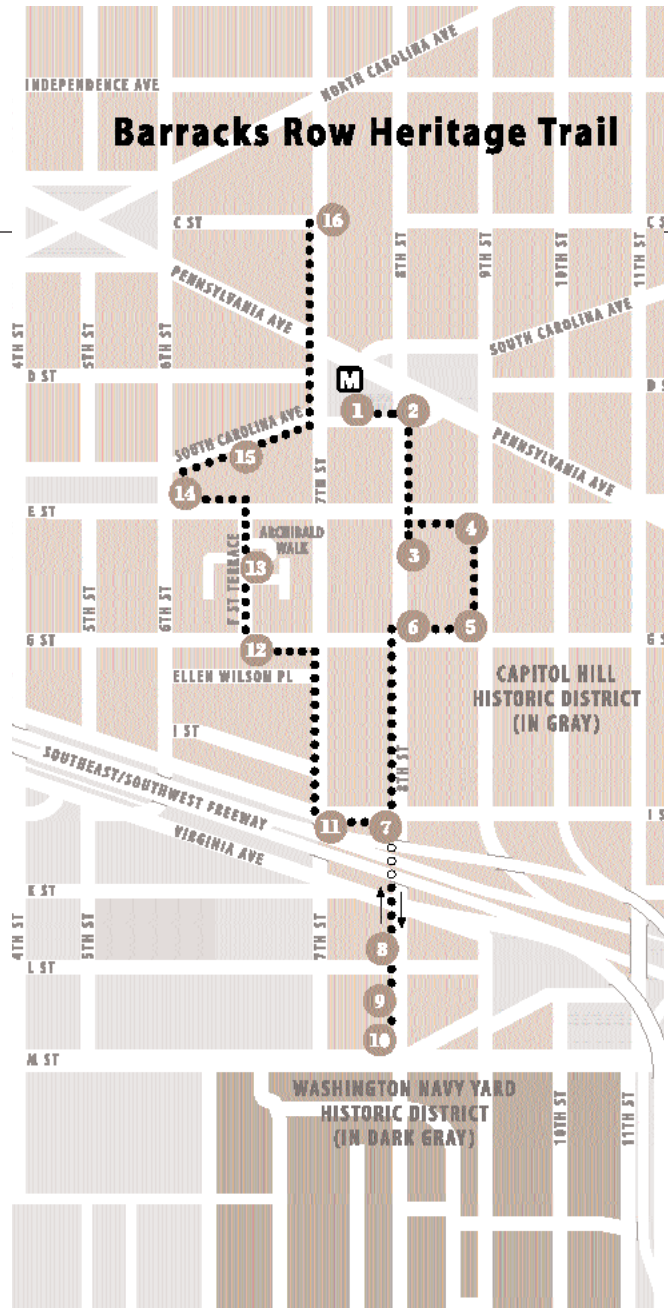 INDEPENDENCE AVE
NORTH CAROLINA AVE
Barracks Row Heritage Trail
C ST
16
8TH ST
9TH ST
10TH ST
11TH ST
C S
PENNSYLVANIA AVE
SOUTH CAROLINA AVE
4TH ST
5TH ST
6TH ST
D ST
M
D S
1
2
SOUTH CAROLINA AVE
15
7TH ST
PENNSYLVANIA AVE
14
E ST
4
3
ARCHIBALD
WALK
13
F ST TERRACE
5TH ST
6TH ST
6
5
G ST
12
G S
ELLEN WILSON PL
CAPITOL HILL
HISTORIC DISTRICT
(IN GRAY)
I ST
8TH ST
SOUTHEAST/SOUTHWEST FREEWAY
11
7
I S
VIRGINIA AVE
K ST
4TH ST
5TH ST
7TH ST
8
L ST
9
10
M ST
WASHINGTON NAVY YARD
HISTORIC DISTRICT
(IN DARK GRAY)
10TH ST
11TH ST